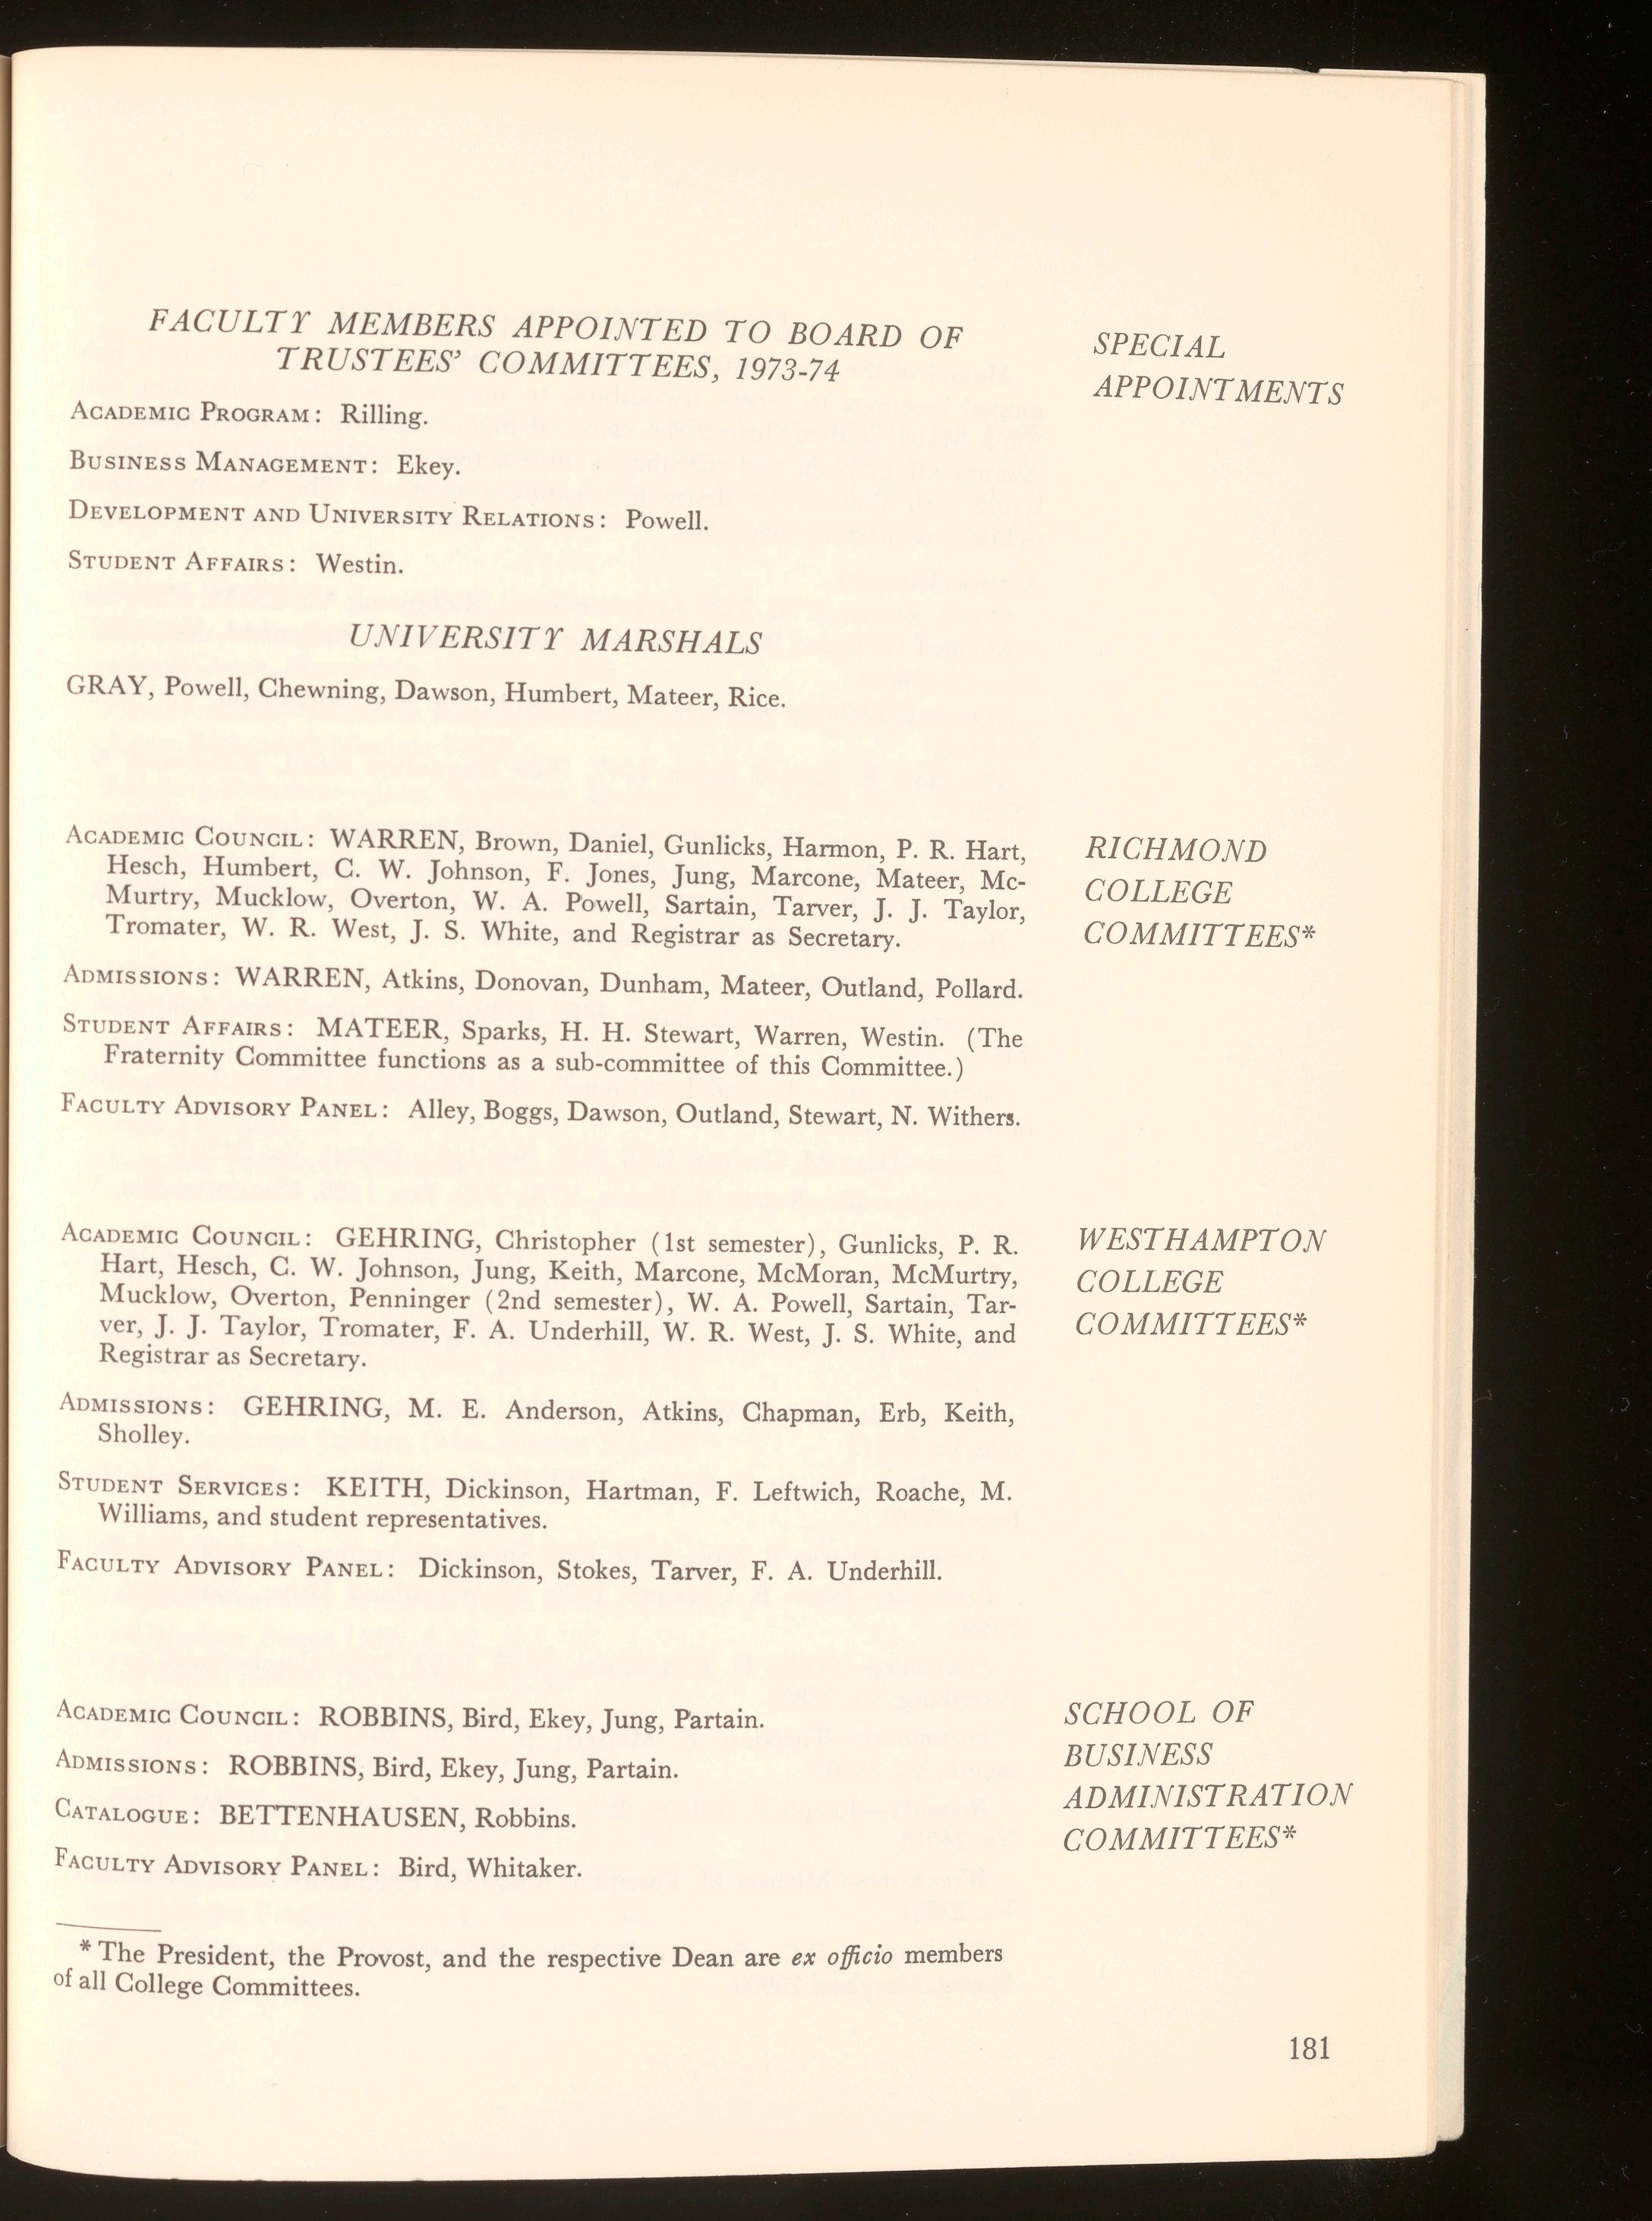 FACULTY MEMBERS APPOINTED TO BOARD OF
TRUSTEES' COMMITTEES, 1973-74
SPECIAL
APPOINTMENTS
ACADEMIC PROGRAM: Rilling.
BUSINESS MANAGEMENT: Ekey.
DEVELOPMENT AND UNIVERSITY RELATIONS: Powell.
STUDENT AFFAIRS: Westin.
UNIVERSITY MARSHALS
GRAY, Powell, Chewning, Dawson, Humbert, Mateer, Rice.
RICHMOND
COLLEGE
COMMITTEES*
ACADEMIC COUNCIL: WARREN, Brown, Daniel, Gunlicks, Harmon, P. R. Hart,
Hesch, Humbert, C. W. Johnson, F. Jones, Jung, Marcone, Mateer, Mc-
Murtry, Mucklow, Overton, W. A. Powell, Sartain, Tarver, J. J. Taylor,
Tromater, W. R. West, J. S. White, and Registrar as Secretary.
ADMISSIONS: WARREN, Atkins, Donovan, Dunham, Mateer, Outland, Pollard.
STUDENT AFFAIRS: MATEER, Sparks, H. H. Stewart, Warren, Westin. (The
Fraternity Committee functions as a sub-committee of this Committee.)
FACULTY ADVISORY PANEL: Alley, Boggs, Dawson, Outland, Stewart, N. Withers.
WESTHAMPTON
COLLEGE
COMMITTEES*
ACADEMIC COUNCIL: GEHRING, Christopher (1st semester), Gunlicks, P. R.
Hart, Hesch, C. W. Johnson, Jung, Keith, Marcone, McMoran, McMurtry,
Mucklow, Overton, Penninger (2nd semester), W. A. Powell, Sartain, Tar-
ver, J. J. Taylor, Tromater, F. A. Underhill, W. R. West, J. S. White, and
Registrar as Secretary.
ADMISSIONS: GEHRING, M. E. Anderson, Atkins, Chapman, Erb, Keith,
Sholley.
STUDENT SERVICES: KEITH, Dickinson, Hartman, F. Leftwich, Roache, M.
Williams, and student representatives.
FACULTY ADVISORY PANEL: Dickinson, Stokes, Tarver, F. A. Underhill.
SCHOOL OF
BUSINESS
ADMINISTRATION
COMMITTEES*
ACADEMIC COUNCIL: ROBBINS, Bird, Ekey, Jung, Partain.
ADMISSIONS: ROBBINS, Bird, Ekey, Jung, Partain.
CATALOGUE: BETTENHAUSEN, Robbins.
FACULTY ADVISORY PANEL: Bird, Whitaker.
* The President, the Provost, and the respective Dean are ex officio members
of all College Committees.
181